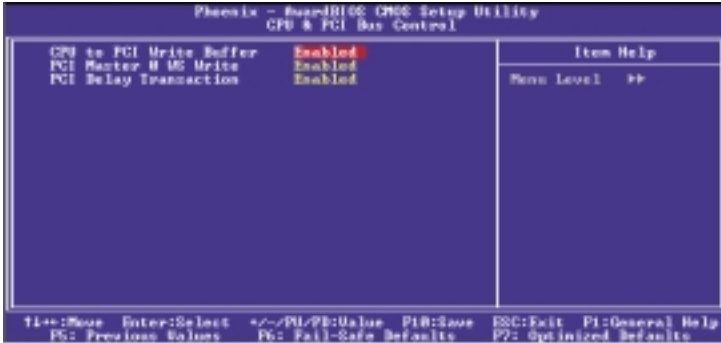 Phoenix - AwardBIOS CMOS Setup Utility
CPU & PCI Bus Control
CPU to PCI Write Buffer Enabled
PCI Master 0 WS Write Enabled
PCI Delay Transaction Enabled
Item Help
Menu Level ▸▸
↑↓→←:Move Enter:Select +/-/PU/PD:Value F10:Save ESC:Exit F1:General Help
F5: Previous Values F6: Fail-Safe Defaults F7: Optimized Defaults